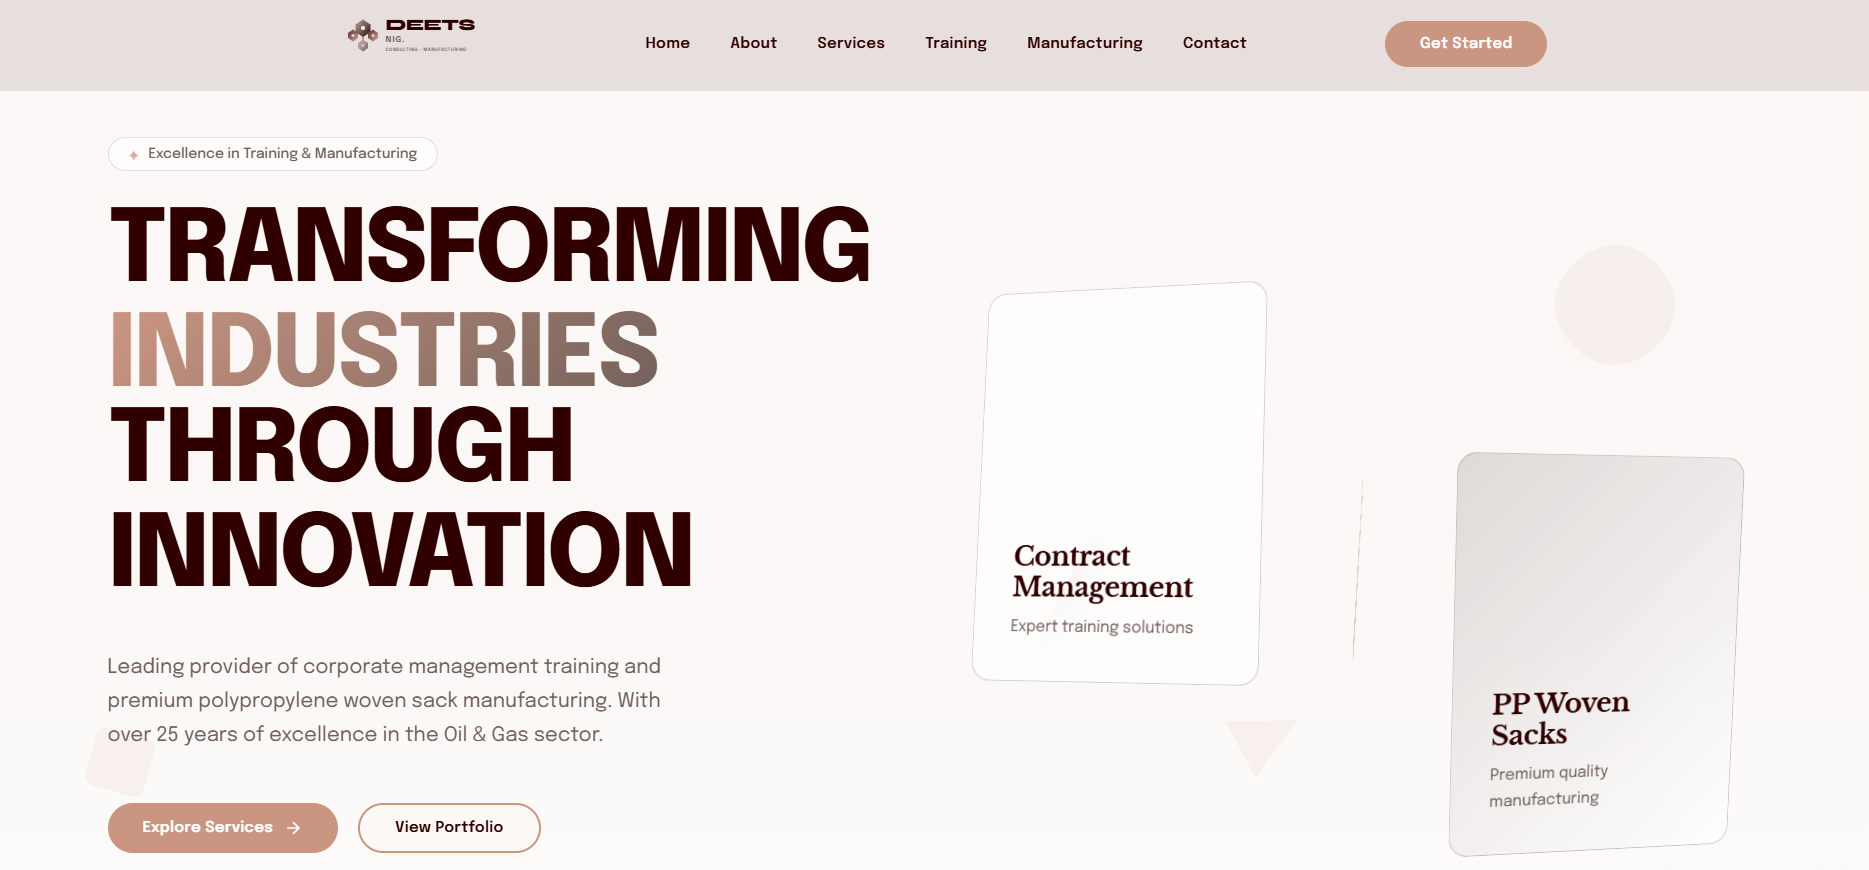 DEETS
NIG.
CONSULTING - MANUFACTURING
Home
About
Services
Training
Manufacturing
Contact
Get Started
Excellence in Training & Manufacturing
TRANSFORMING
INDUSTRIES
THROUGH
INNOVATION
Leading provider of corporate management training and
premium polypropylene woven sack manufacturing. With
over 25 years of excellence in the Oil & Gas sector.
Explore Services
View Portfolio
Contract
Management
Expert training solutions
PP Woven
Sacks
Premium quality
manufacturing